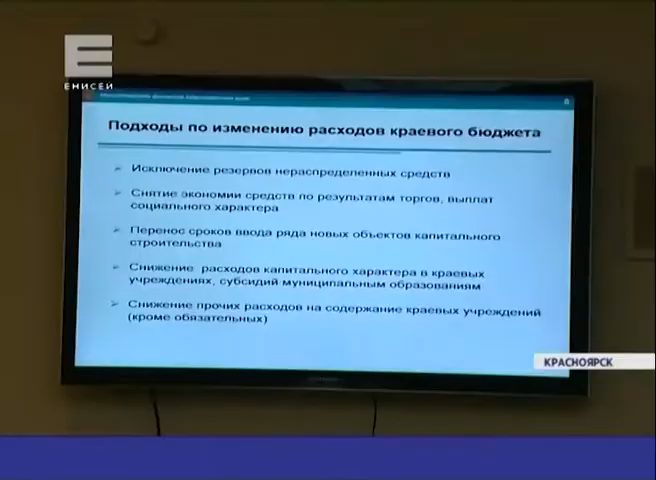 ЕНИСЕЙ
8
Подходы по изменению расходов краевого бюджета
Исключение резервов нераспределенных средств
Снятие экономии средств по результатам торгов, выплат
социального характера
Перенос сроков ввода ряда новых объектов капитального
строительства
Снижение расходов капитального характера в краевых
учреждениях, субсидий муниципальным образованиям
Снижение прочих расходов на содержание краевых учреждений
(кроме обязательных)
КРАСНОЯРСК